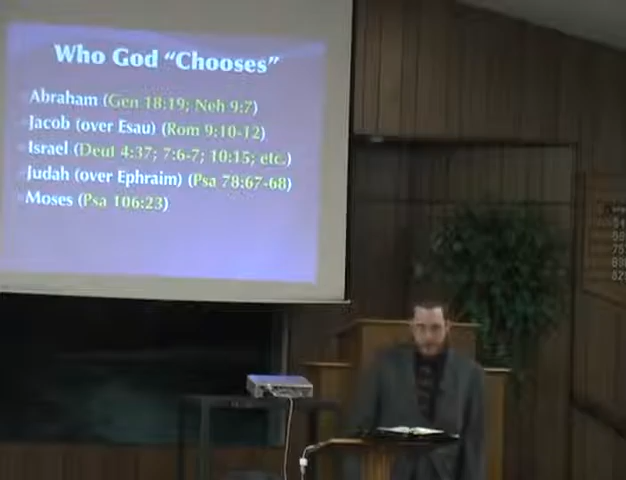 Who God “Chooses”
Abraham (Gen 18:19; Neh 9:7)
Jacob (over Esau) (Rom 9:10-12)
Israel (Deut 4:37; 7:6-7; 10:15; etc.)
Judah (over Ephraim) (Psa 78:67-68)
Moses (Psa 106:23)